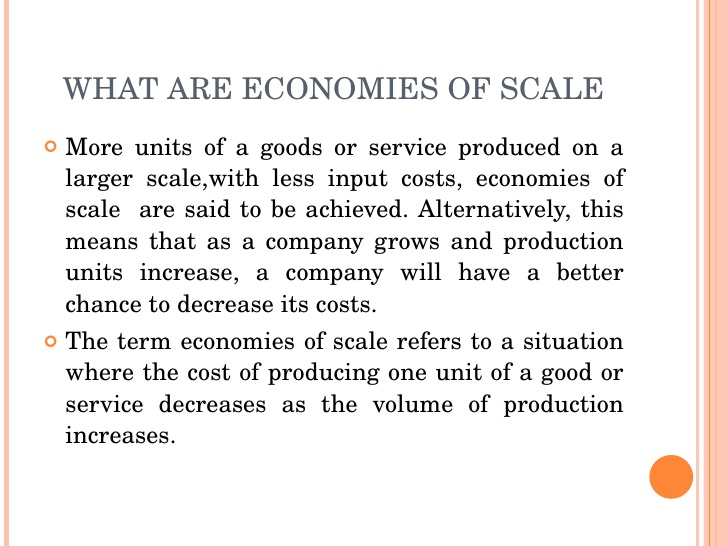 WHAT ARE ECONOMIES OF SCALE
More units of a goods or service produced on a
larger scale,with less input costs, economies of
scale  are said to be achieved. Alternatively, this
means that as a company grows and production
units increase, a company will have a better
chance to decrease its costs.
The term economies of scale refers to a situation
where the cost of producing one unit of a good or
service decreases as the volume of production
increases.